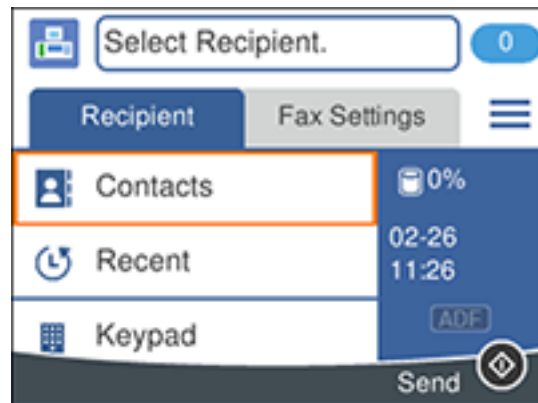 Select Recipient.
0
Recipient
Fax Settings
Contacts
0%
Recent
02-26
11:26
Keypad
ADF
Send